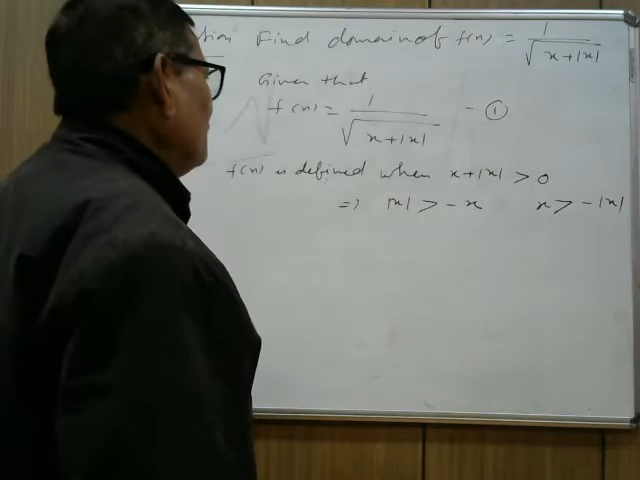 tion Find domain of f(x) = 1/√(x+|x|)
Given that
f(x) = 1/√(x+|x|) - ①
f(x) is defined when x+|x| > 0
=> |x| > -x x > -|x|